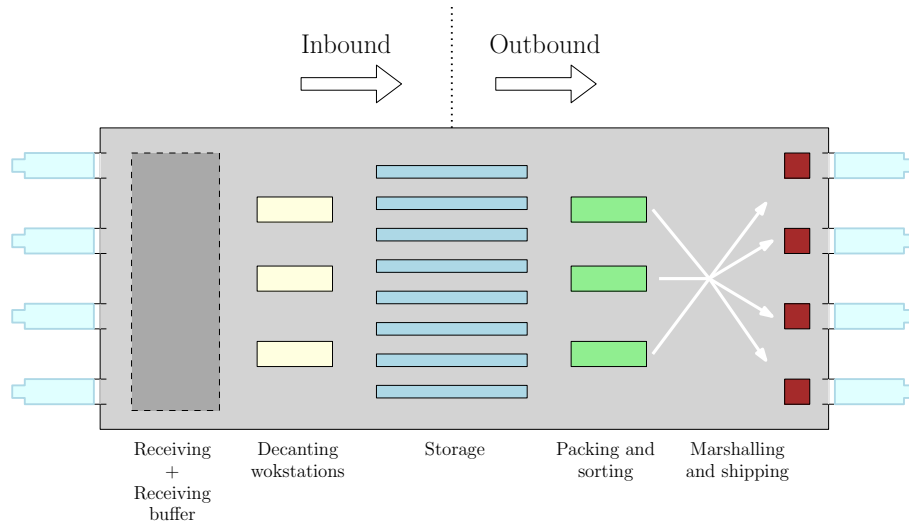 Inbound
Outbound
Receiving
+
Receiving
buffer
Decanting
wokstations
Storage
Packing and
sorting
Marshalling
and shipping